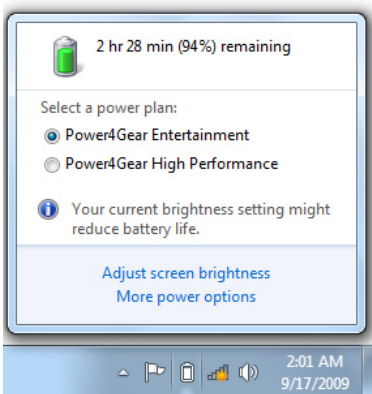 2 hr 28 min (94%) remaining
Select a power plan:
Power4Gear Entertainment
Power4Gear High Performance
Your current brightness setting might
reduce battery life.
Adjust screen brightness
More power options
2:01 AM
9/17/2009